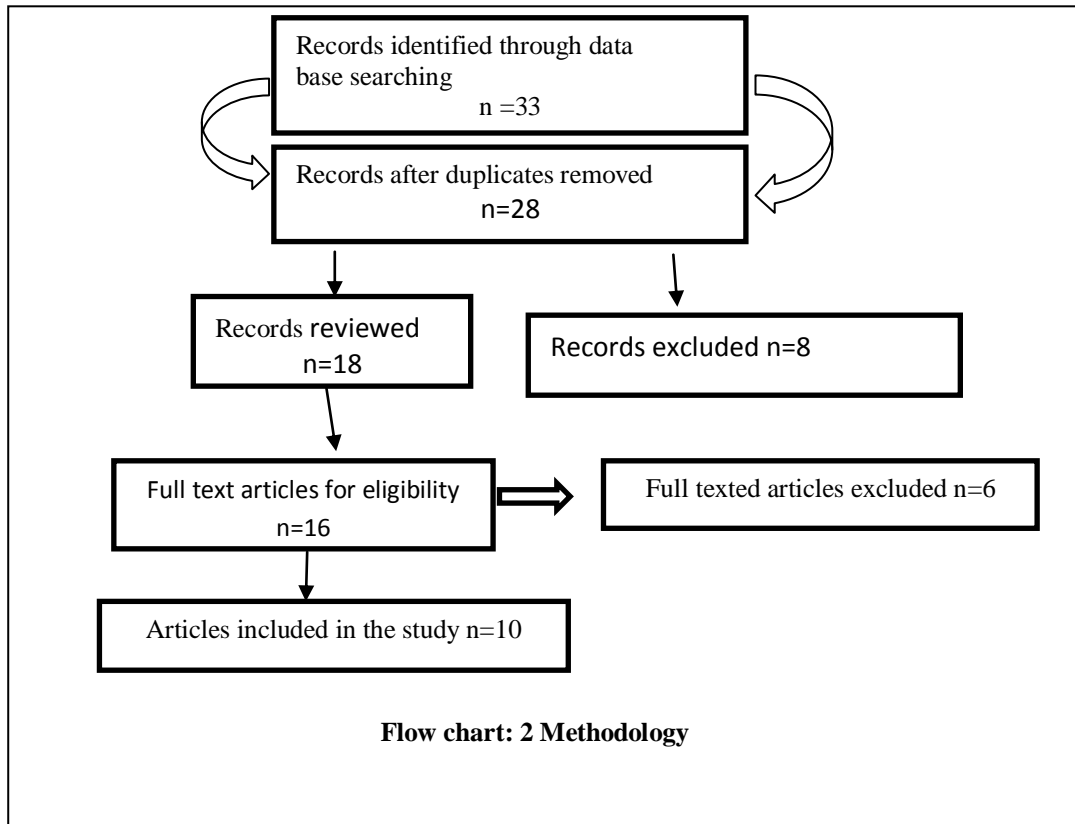 Records identified through data
base searching
n =33
Records after duplicates removed
n=28
Records reviewed
n=18
Records excluded n=8
Full text articles for eligibility
n=16
Full texted articles excluded n=6
Articles included in the study n=10
Flow chart: 2 Methodology